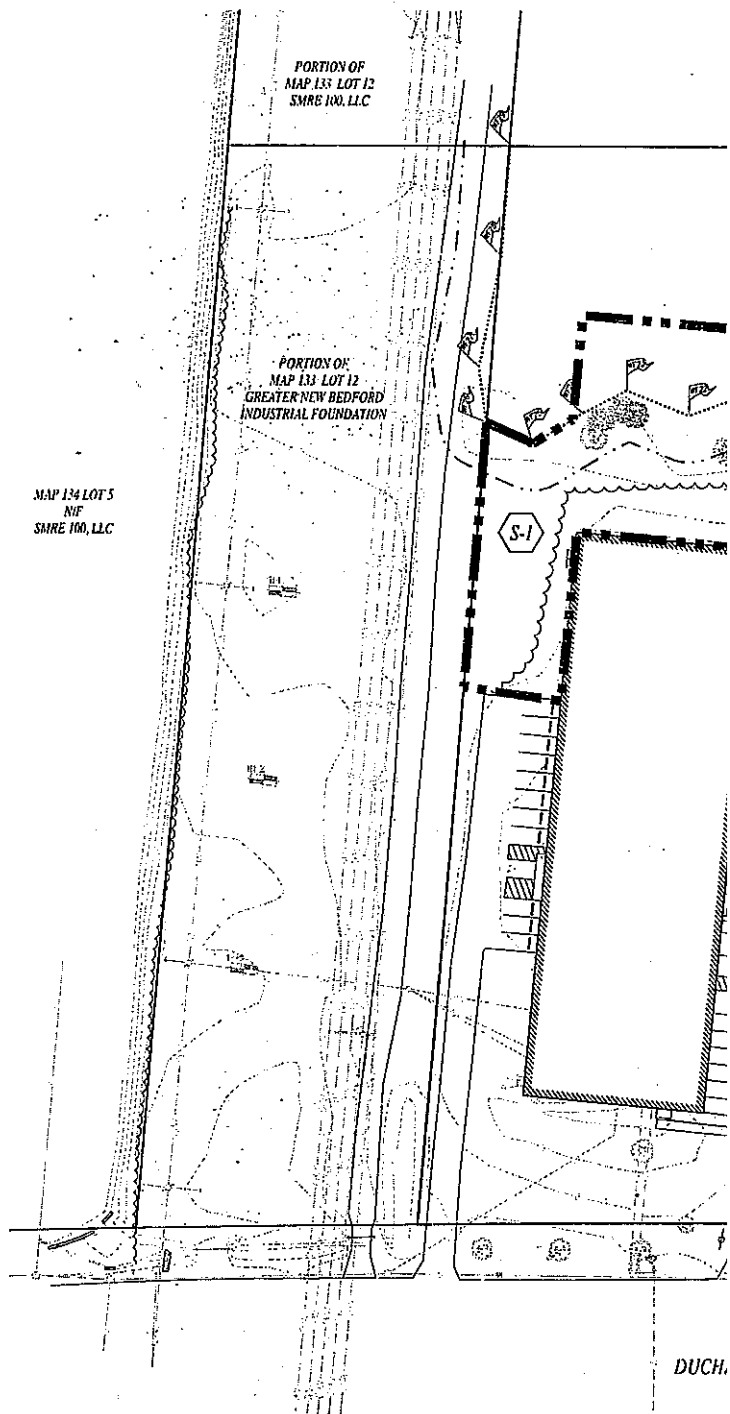 PORTION OF
MAP 133 LOT 12
SMRE 100, LLC
PORTION OF
MAP 133 LOT 12
GREATER NEW BEDFORD
INDUSTRIAL FOUNDATION
MAP 134 LOT 5
N/F
SMRE 100, LLC
S-1
DUCH